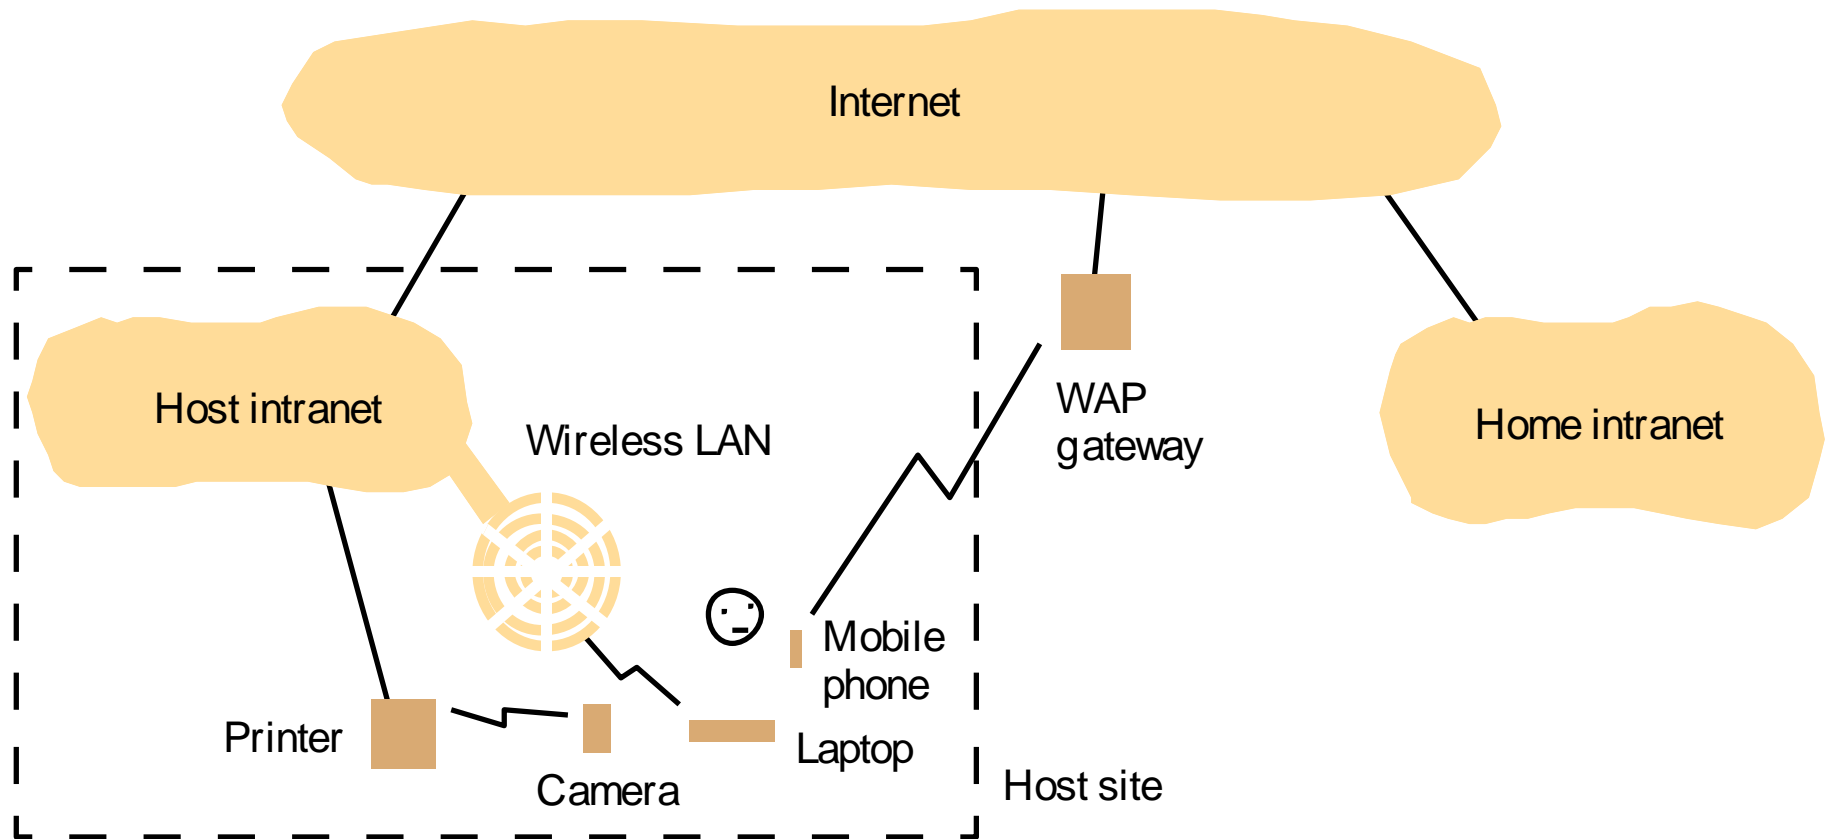 Internet
Host intranet
Wireless LAN
WAP
gateway
Home intranet
Mobile
phone
Printer
Laptop
Camera
Host site